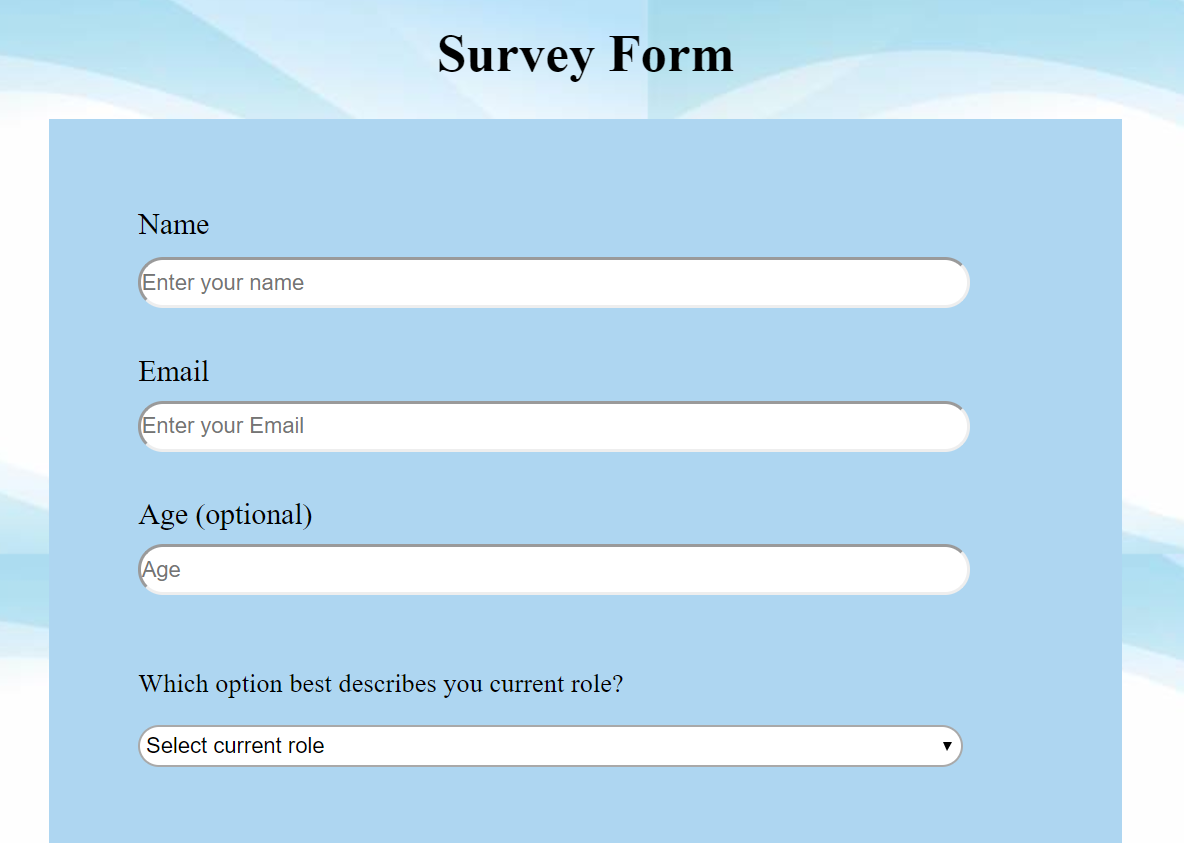 Survey Form
Name
Enter your name
Email
Enter your Email
Age (optional)
Age
Which option best describes you current role?
Select current role